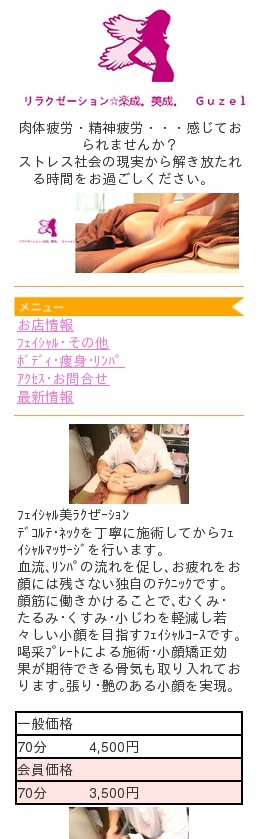 リラクゼーション☆楽成．美成． Ｇｕｚｅｌ
肉体疲労・精神疲労・・・感じてお
られませんか？
ストレス社会の現実から解き放たれ
る時間をお過ごしください。
メニュー
お店情報
ﾌｪｲｼｬﾙ･その他
ﾎﾞﾃﾞｨ･痩身･ﾘﾝﾊﾟ
ｱｸｾｽ･お問合せ
最新情報
ﾌｪｲｼｬﾙ美ﾗｸｾﾞｰｼｮﾝ
ﾃﾞｺﾙﾃ･ﾈｯｸを丁寧に施術してからﾌｪ
ｲｼｬﾙﾏｯｻｰｼﾞを行います。
血流､ﾘﾝﾊﾟの流れを促し､お疲れをお
顔には残さない独自のﾃｸﾆｯｸです。
顔筋に働きかけることで､むくみ･
たるみ･くすみ･小じわを軽減し若
々しい小顔を目指すﾌｪｲｼｬﾙｺｰｽです。
喝采ﾌﾟﾚｰﾄによる施術･小顔矯正効
果が期待できる骨気も取り入れてお
ります｡張り･艶のある小顔を実現。
一般価格
70分 4,500円
会員価格
70分 3,500円